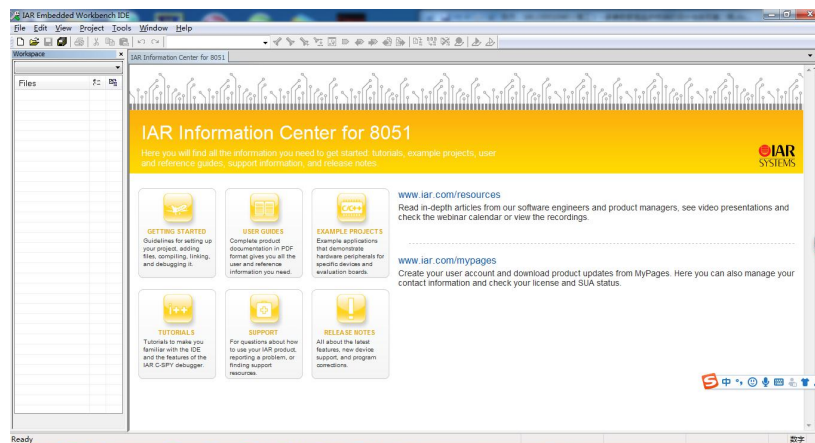 IAR Embedded Workbench IDE
File Edit View Project Tools Window Help
Workspace
IAR Information Center for 8051
Files
IAR Information Center for 8051
Here you will find all the information you need to get started: tutorials, example projects, user
and reference guides, support information, and release notes.
IAR
SYSTEMS
GETTING STARTED
Guidelines for setting up
your project, adding
files, compiling, linking,
and debugging it.
USER GUIDES
Complete product
documentation in PDF
format gives you all the
user and reference
information you need.
C/C++
EXAMPLE PROJECTS
Example applications
that demonstrate
hardware peripherals for
specific devices and
evaluation boards.
www.iar.com/resources
Read in-depth articles from our software engineers and product managers, see video presentations and
check the webinar calendar or view the recordings.
www.iar.com/mypages
Create your user account and download product updates from MyPages. Here you can also manage your
contact information and check your license and SUA status.
i++
TUTORIALS
Tutorials to make you
familiar with the IDE
and the features of the
IAR C-SPY debugger.
SUPPORT
For questions about how
to use your IAR product,
reporting a problem, or
finding support
resources.
RELEASE NOTES
All about the latest
features, new device
support, and program
corrections.
S 中
Ready
数字